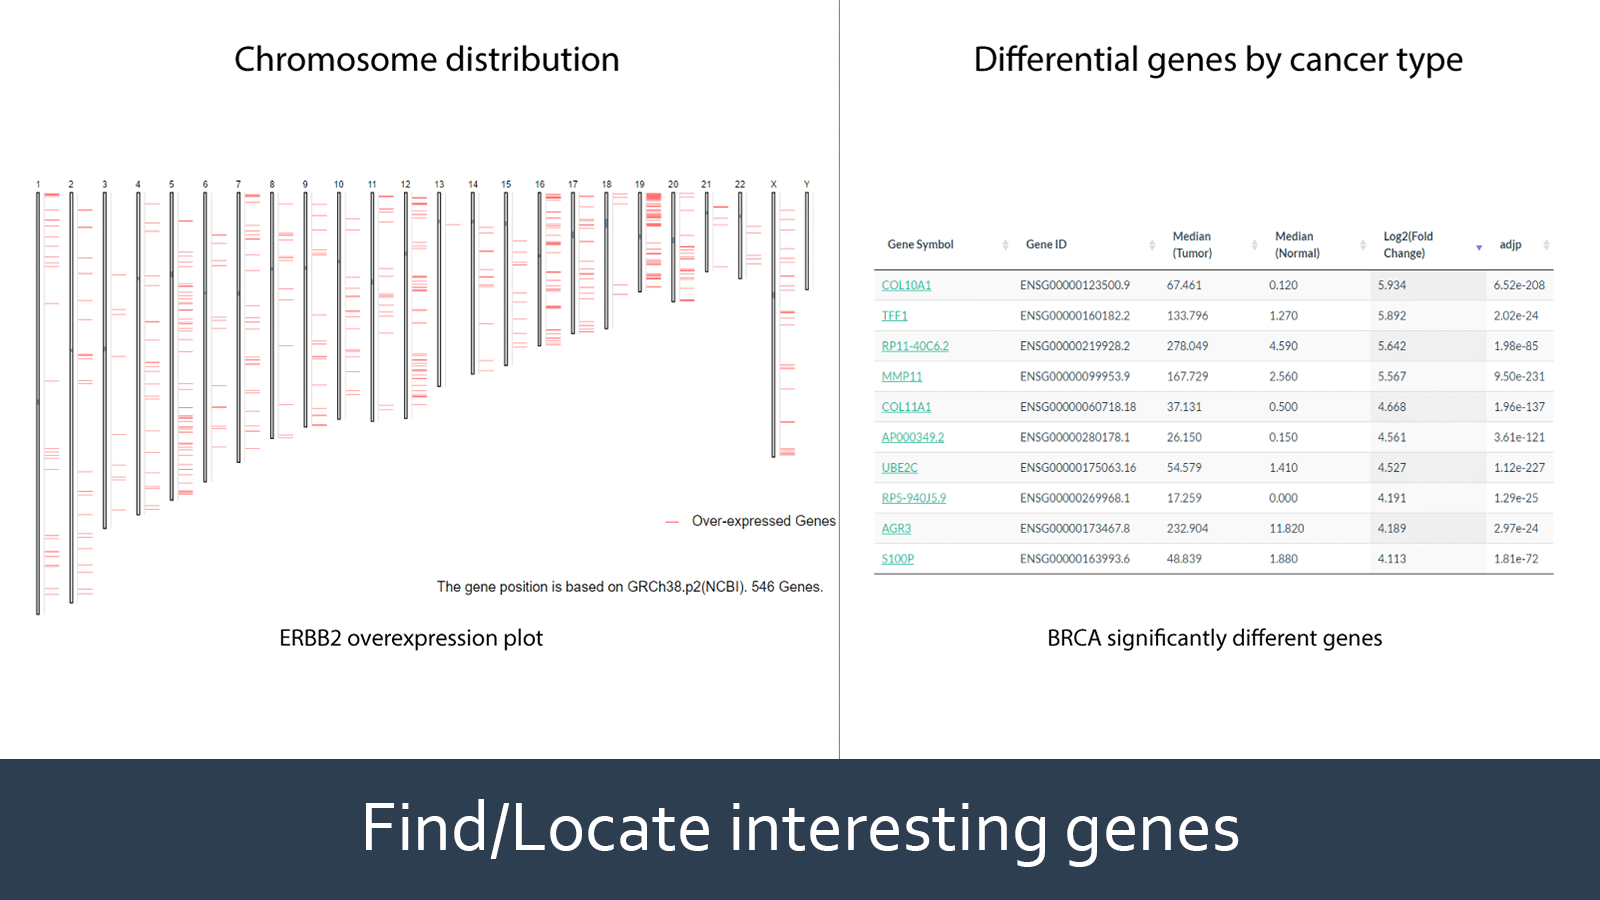 Chromosome distribution
1 2 3 4 5 6 7 8 9 10 11 12 13 14 15 16 17 18 19 20 21 22 X Y
Over-expressed Genes
The gene position is based on GRCh38.p2(NCBI). 546 Genes.
ERBB2 overexpression plot
Differential genes by cancer type
Gene Symbol Gene ID Median (Tumor) Median (Normal) Log2(Fold Change) adjp
COL10A1 ENSG00000123500.9 67.461 0.120 5.934 6.52e-208
TFF1 ENSG00000160182.2 133.796 1.270 5.892 2.02e-24
RP11-40C6.2 ENSG00000219928.2 278.049 4.590 5.642 1.98e-85
MMP11 ENSG00000099953.9 167.729 2.560 5.567 9.50e-231
COL11A1 ENSG00000060718.18 37.131 0.500 4.668 1.96e-137
AP000349.2 ENSG00000280178.1 26.150 0.150 4.561 3.61e-121
UBE2C ENSG00000175063.16 54.579 1.410 4.527 1.12e-227
RP5-940J5.9 ENSG00000269968.1 17.259 0.000 4.191 1.29e-25
AGR3 ENSG00000173467.8 232.904 11.820 4.189 2.97e-24
S100P ENSG00000163993.6 48.839 1.880 4.113 1.81e-72
BRCA significantly different genes
Find/Locate interesting genes